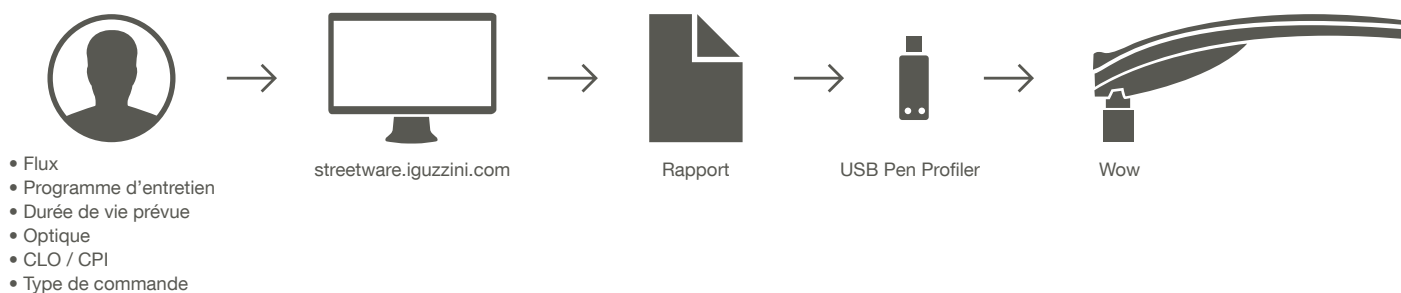 • Flux
• Programme d'entretien
• Durée de vie prévue
• Optique
• CLO / CPI
• Type de commande
streetware.iguzzini.com
Rapport
USB Pen Profiler
Wow